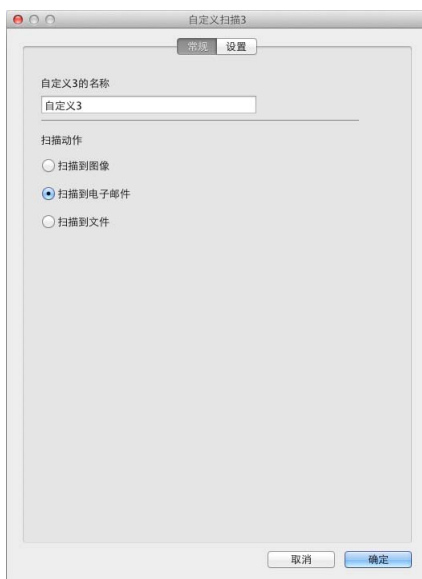 自定义扫描3
常规 设置
自定义3的名称
自定义3
扫描动作
扫描到图像
扫描到电子邮件
扫描到文件
取消 确定